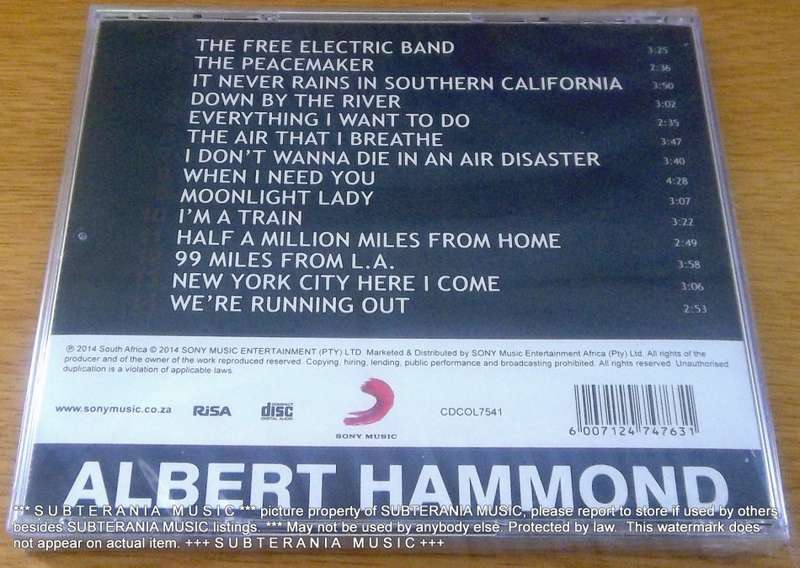 THE FREE ELECTRIC BAND 3:25
THE PEACEMAKER 2:36
IT NEVER RAINS IN SOUTHERN CALIFORNIA 3:50
DOWN BY THE RIVER 3:02
EVERYTHING I WANT TO DO 2:35
THE AIR THAT I BREATHE 3:47
I DON'T WANNA DIE IN AN AIR DISASTER 3:40
WHEN I NEED YOU 4:28
MOONLIGHT LADY 3:07
I'M A TRAIN 3:22
HALF A MILLION MILES FROM HOME 2:49
99 MILES FROM L.A. 3:58
NEW YORK CITY HERE I COME 3:06
WE'RE RUNNING OUT 2:53
℗ 2014 South Africa © 2014 SONY MUSIC ENTERTAINMENT (PTY) LTD. Marketed & Distributed by SONY Music Entertainment Africa (Pty) Ltd. All rights of the
producer and of the owner of the work reproduced reserved. Copying, hiring, lending, public performance and broadcasting prohibited. All rights reserved. Unauthorised
duplication is a violation of applicable laws.
www.sonymusic.co.za RiSA COMPACT disc DIGITAL AUDIO SONY MUSIC CDCOL7541 6 007124 747631
ALBERT HAMMOND
*** S U B T E R A N I A M U S I C *** picture property of SUBTERANIA MUSIC, please report to store if used by others
besides SUBTERANIA MUSIC listings. *** May not be used by anybody else. Protected by law. This watermark does
not appear on actual item. +++ S U B T E R A N I A M U S I C +++